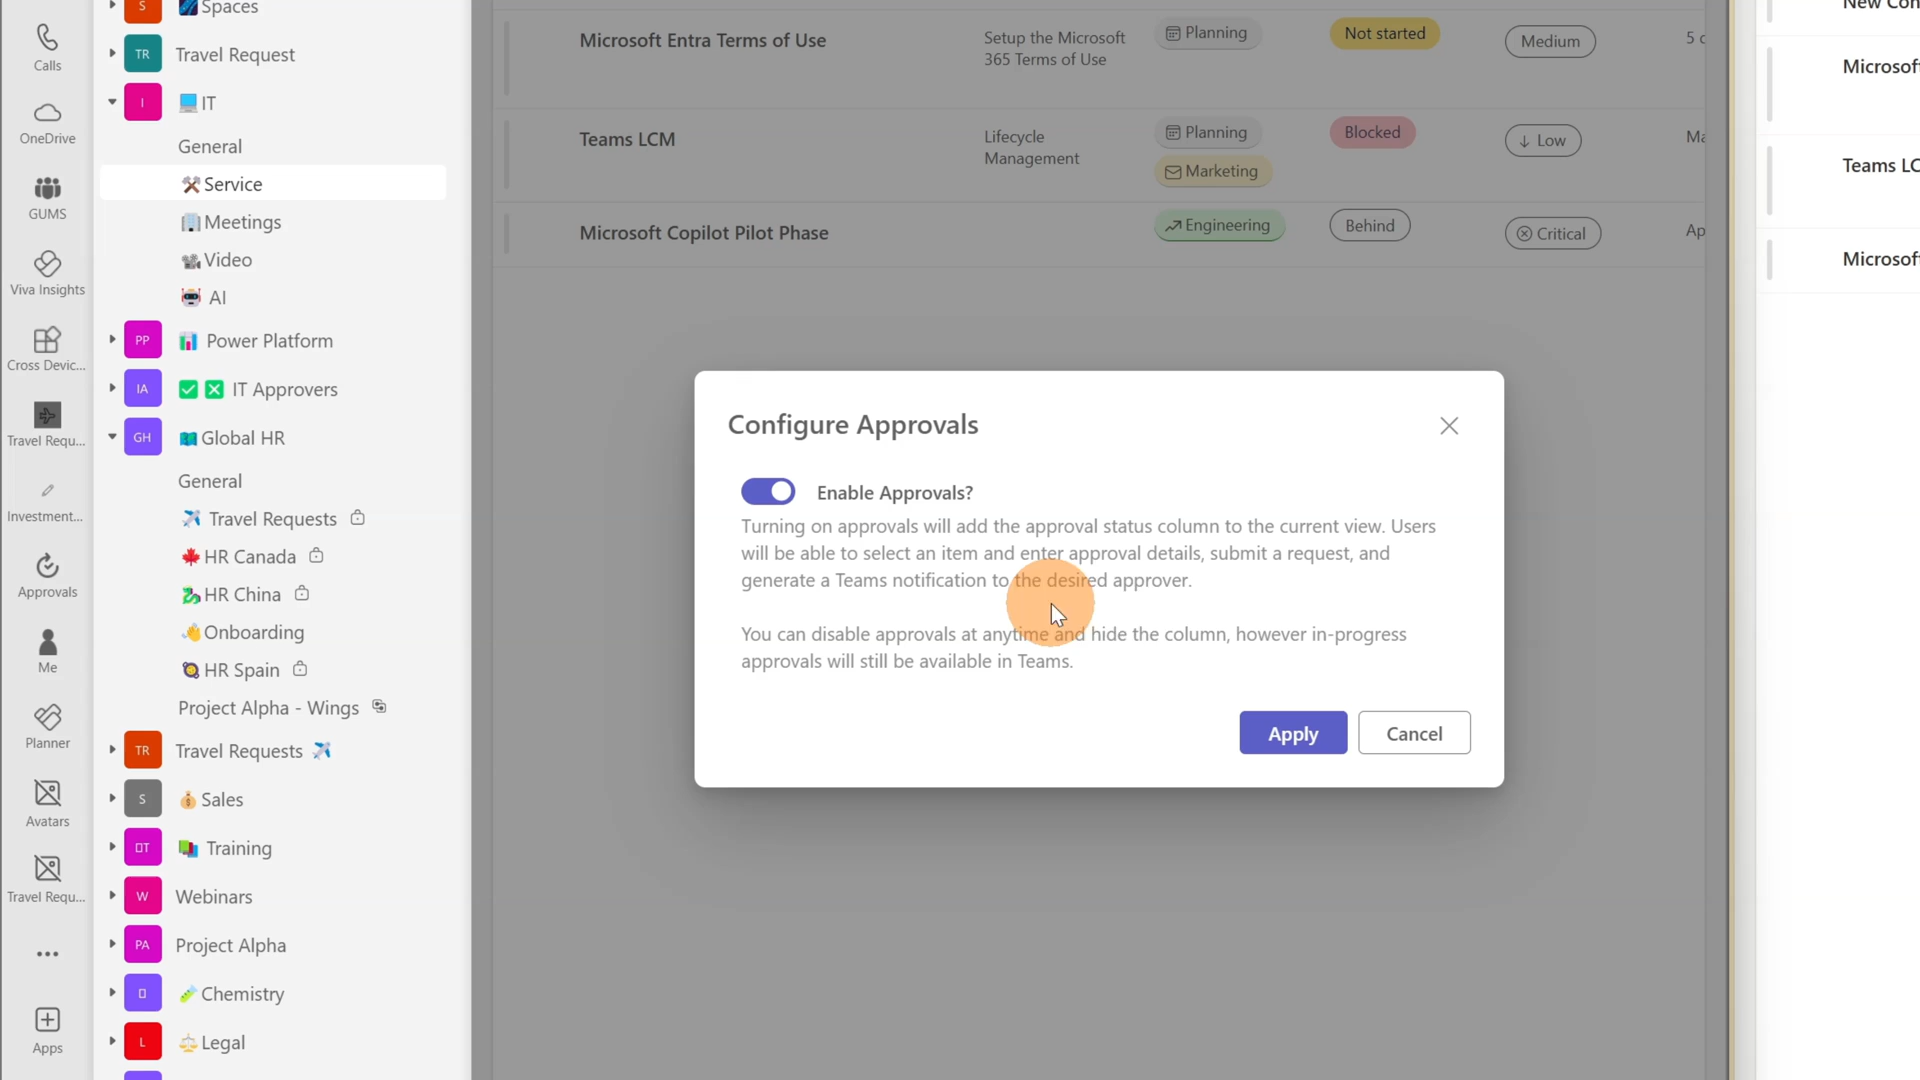 Calls
OneDrive
GUMS
Viva Insights
Cross Devic...
Travel Requ...
Investment...
Approvals
Me
Planner
Avatars
Travel Requ...
Apps
S Spaces
TR Travel Request
I IT
General
Service
Meetings
Video
AI
PP Power Platform
IA IT Approvers
GH Global HR
General
Travel Requests
HR Canada
HR China
Onboarding
HR Spain
Project Alpha - Wings
TR Travel Requests
S Sales
OT Training
W Webinars
PA Project Alpha
Chemistry
L Legal
Microsoft Entra Terms of Use
Setup the Microsoft
365 Terms of Use
Planning
Not started
Medium
5
Teams LCM
Lifecycle
Management
Planning
Marketing
Blocked
Low
Ma
Microsoft Copilot Pilot Phase
Engineering
Behind
Critical
Ap
Configure Approvals
Enable Approvals?
Turning on approvals will add the approval status column to the current view. Users
will be able to select an item and enter approval details, submit a request, and
generate a Teams notification to the desired approver.
You can disable approvals at anytime and hide the column, however in-progress
approvals will still be available in Teams.
Apply
Cancel
New Con
Microsof
Teams LC
Microsof